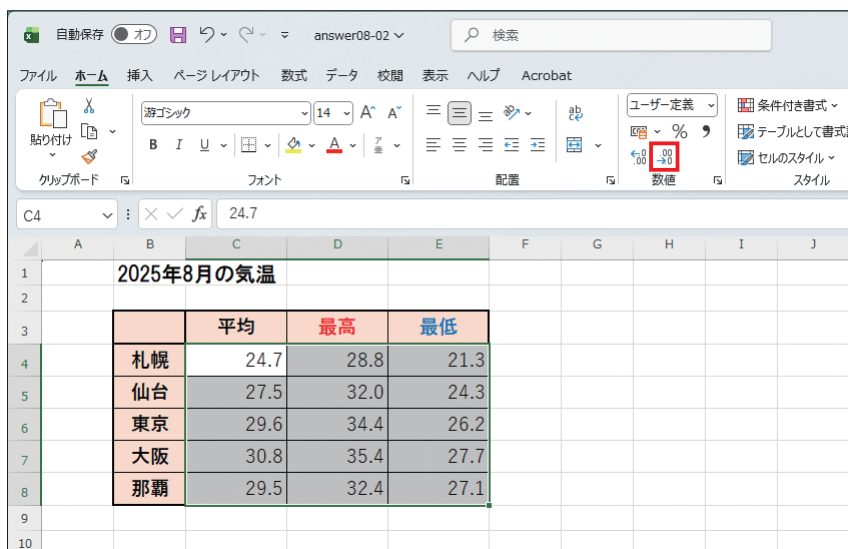 自動保存 オフ answer08-02 検索
ファイル ホーム 挿入 ページ レイアウト 数式 データ 校閲 表示 ヘルプ Acrobat
貼り付け
クリップボード
游ゴシック 14 A A
B I U A ア亜
フォント
ab
配置
ユーザー定義
% 9
.00 .00
数値
条件付き書式
テーブルとして書式
セルのスタイル
スタイル
C4 fx 24.7
A B C D E F G H I J
1 2025年8月の気温
2
3 平均 最高 最低
4 札幌 24.7 28.8 21.3
5 仙台 27.5 32.0 24.3
6 東京 29.6 34.4 26.2
7 大阪 30.8 35.4 27.7
8 那覇 29.5 32.4 27.1
9
10